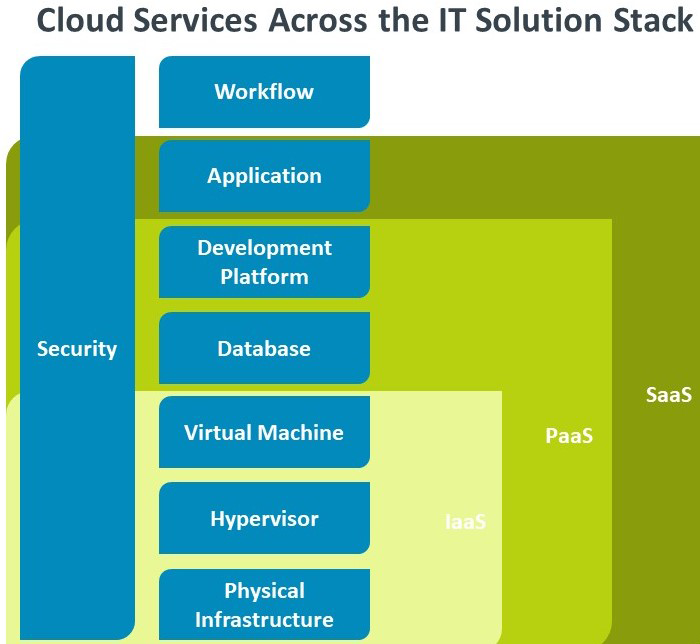 Cloud Services Across the IT Solution Stack
Workflow
Application
Development
Platform
Security
Database
SaaS
Virtual Machine
PaaS
Hypervisor
IaaS
Physical
Infrastructure